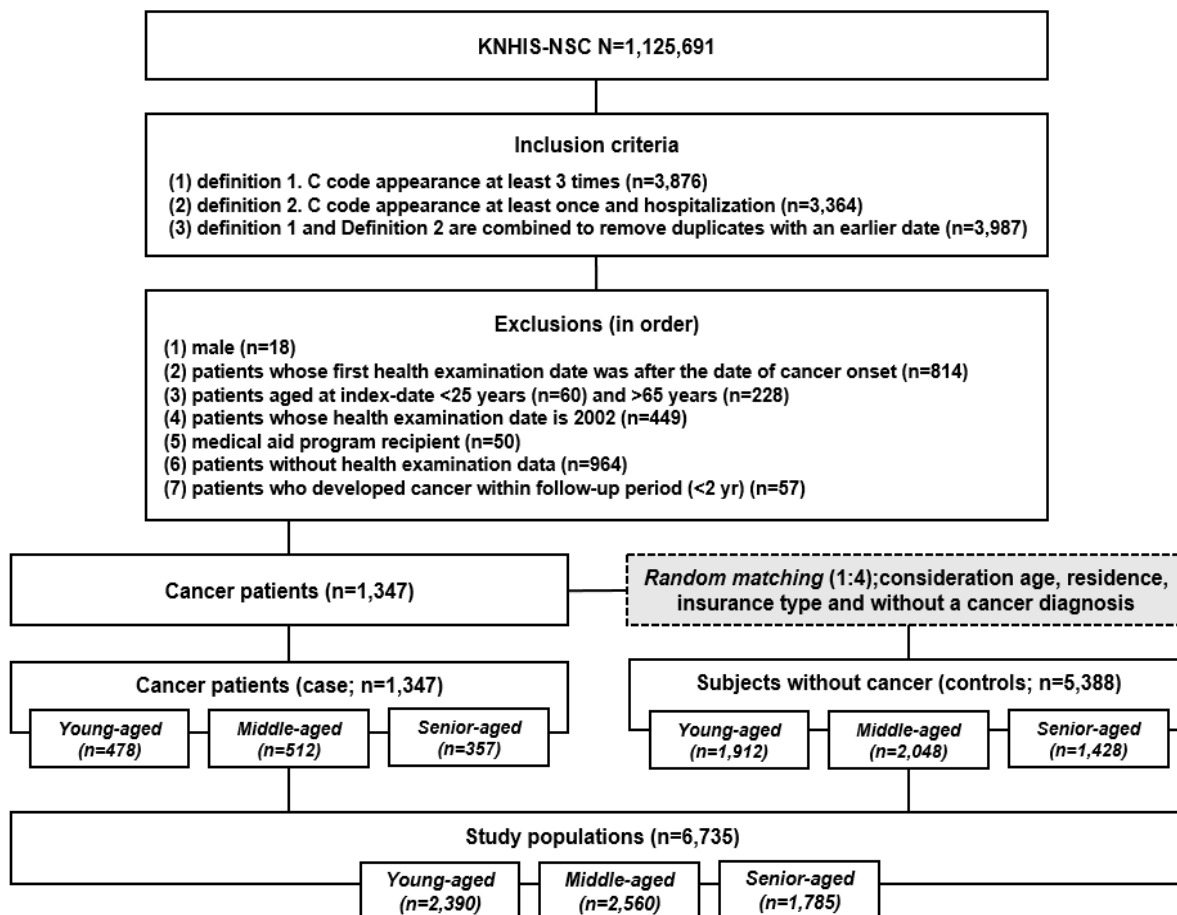 KNHIS-NSC N=1,125,691
Inclusion criteria
(1) definition 1. C code appearance at least 3 times (n=3,876)
(2) definition 2. C code appearance at least once and hospitalization (n=3,364)
(3) definition 1 and Definition 2 are combined to remove duplicates with an earlier date (n=3,987)
Exclusions (in order)
(1) male (n=18)
(2) patients whose first health examination date was after the date of cancer onset (n=814)
(3) patients aged at index-date <25 years (n=60) and >65 years (n=228)
(4) patients whose health examination date is 2002 (n=449)
(5) medical aid program recipient (n=50)
(6) patients without health examination data (n=964)
(7) patients who developed cancer within follow-up period (<2 yr) (n=57)
Cancer patients (n=1,347)
Random matching (1:4);consideration age, residence,
insurance type and without a cancer diagnosis
Cancer patients (case; n=1,347)
Young-aged
(n=478)
Middle-aged
(n=512)
Senior-aged
(n=357)
Subjects without cancer (controls; n=5,388)
Young-aged
(n=1,912)
Middle-aged
(n=2,048)
Senior-aged
(n=1,428)
Study populations (n=6,735)
Young-aged
(n=2,390)
Middle-aged
(n=2,560)
Senior-aged
(n=1,785)